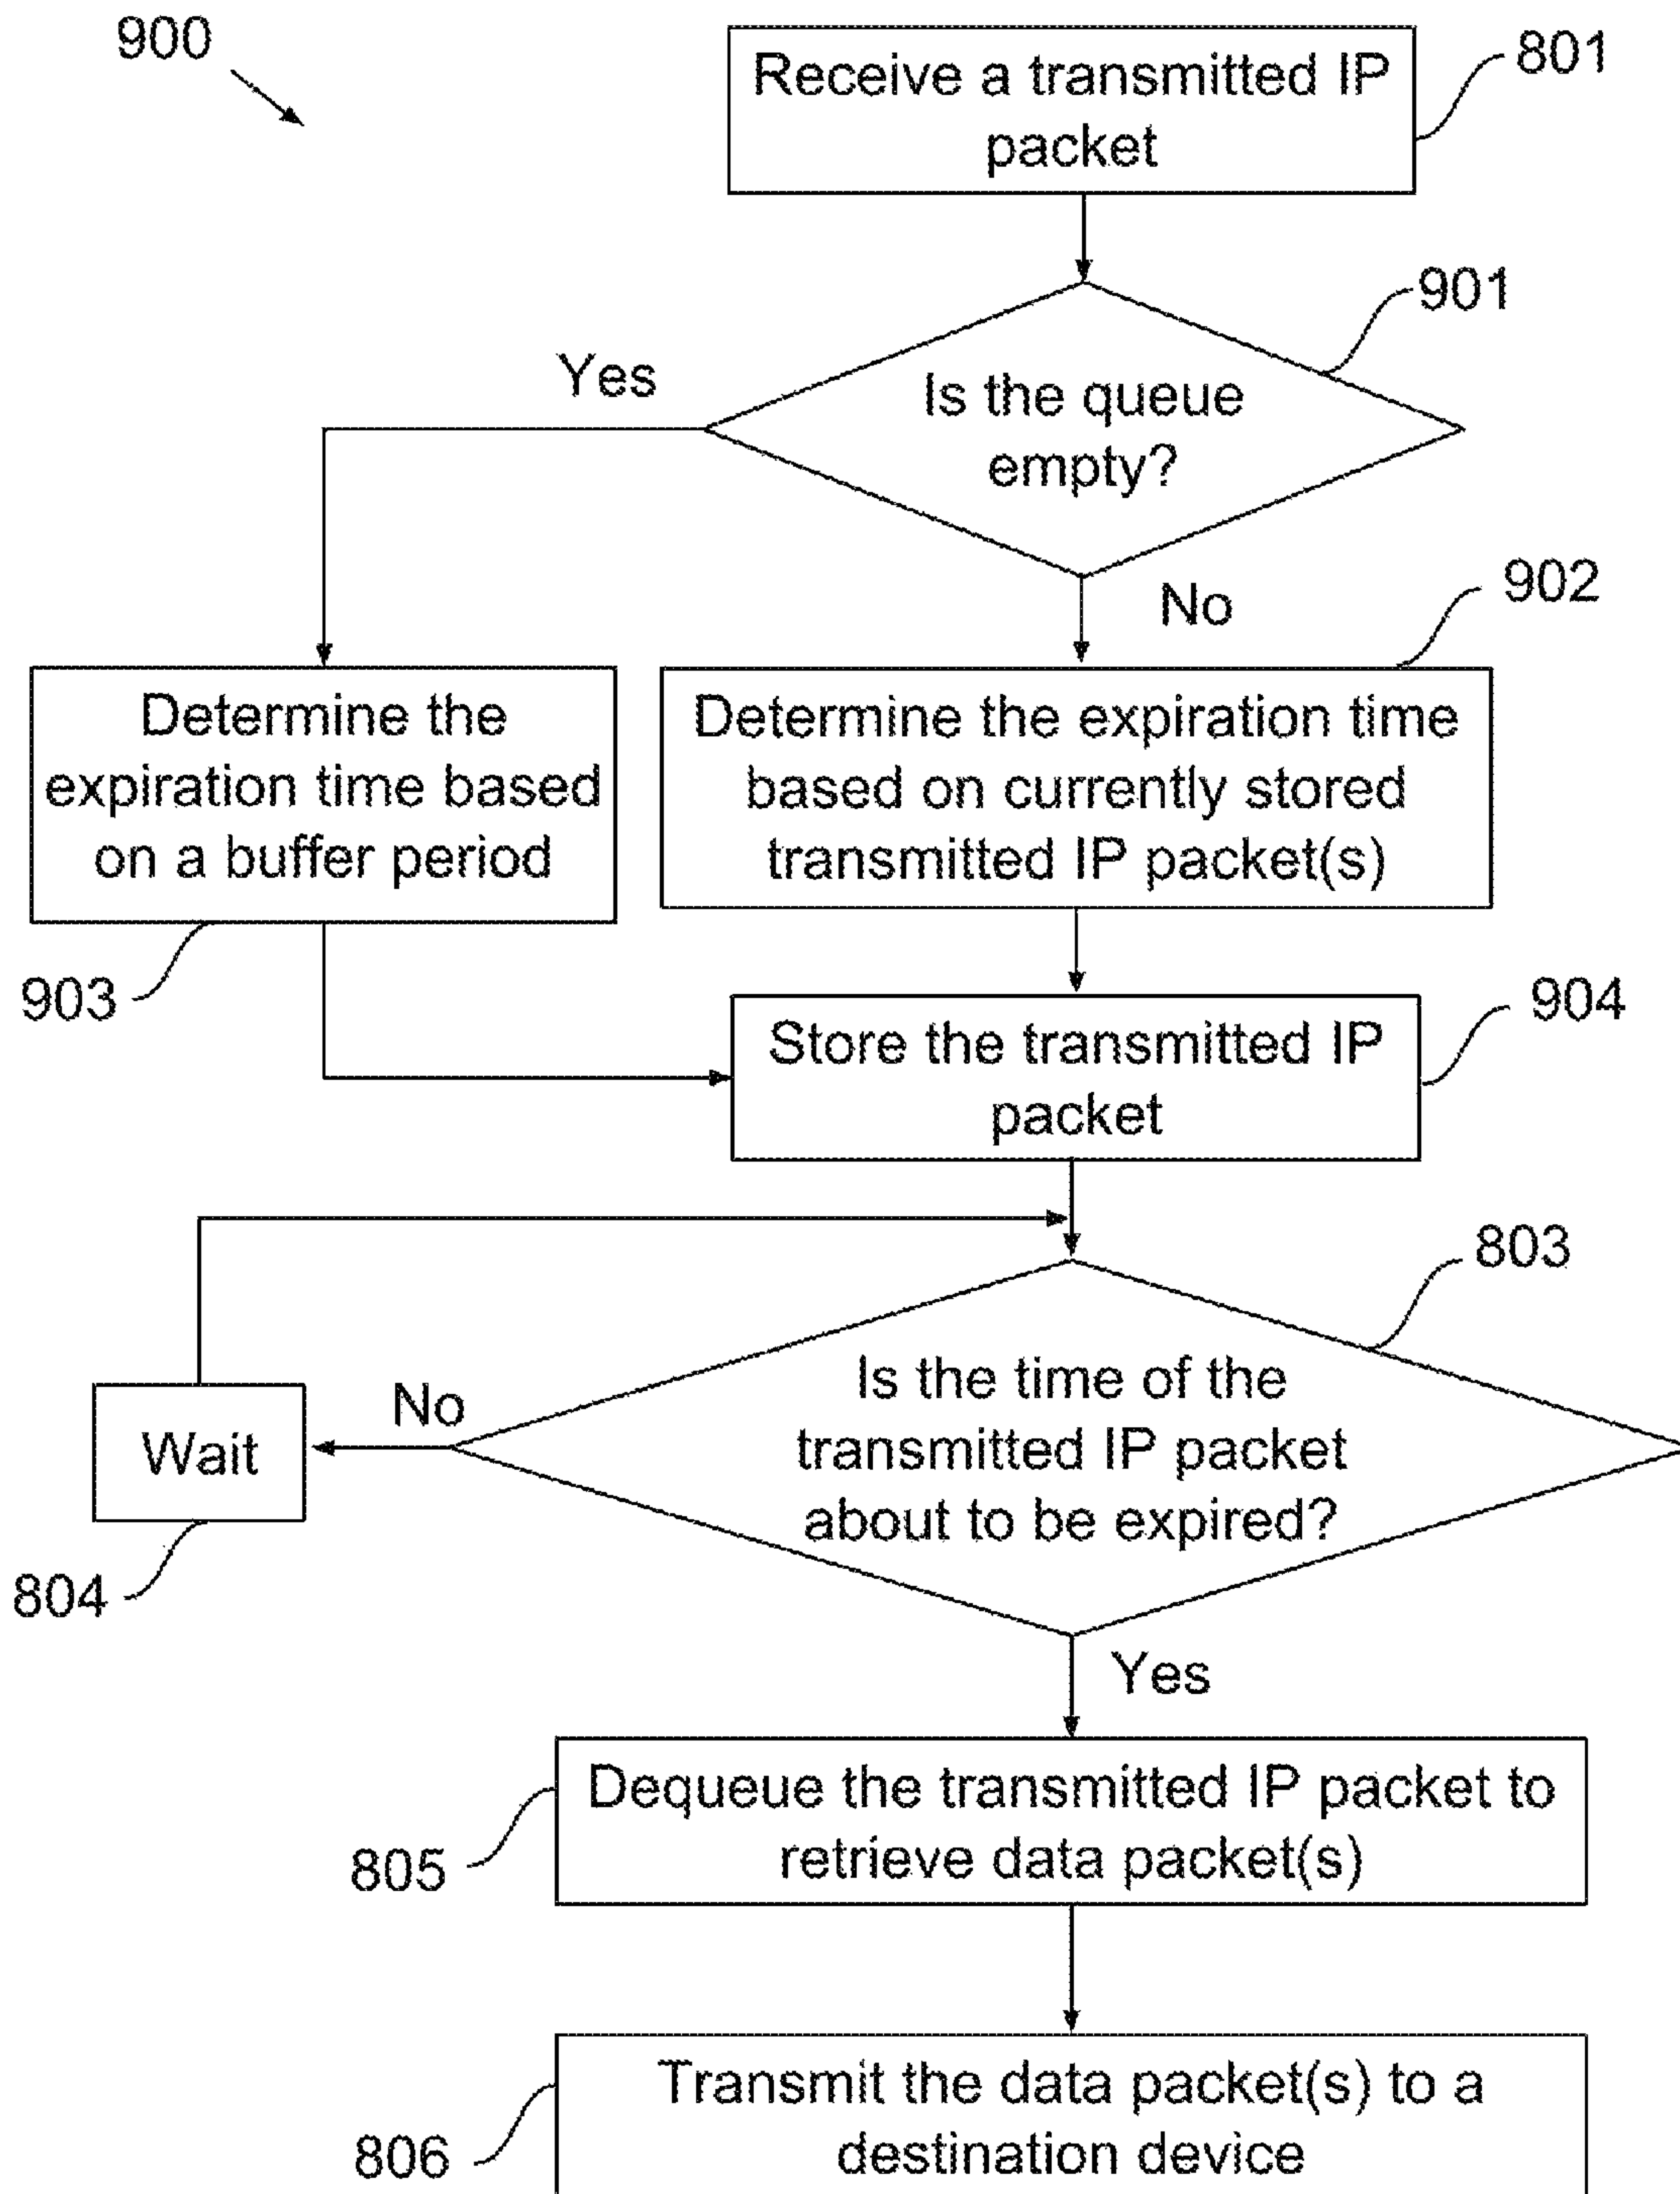 900
Receive a transmitted IP
packet
801
Is the queue
empty?
901
Yes
No
902
Determine the
expiration time based
on a buffer period
903
Determine the expiration time
based on currently stored
transmitted IP packet(s)
Store the transmitted IP
packet
904
803
Is the time of the
transmitted IP packet
about to be expired?
No
Wait
804
Yes
Dequeue the transmitted IP packet to
retrieve data packet(s)
805
Transmit the data packet(s) to a
destination device
806